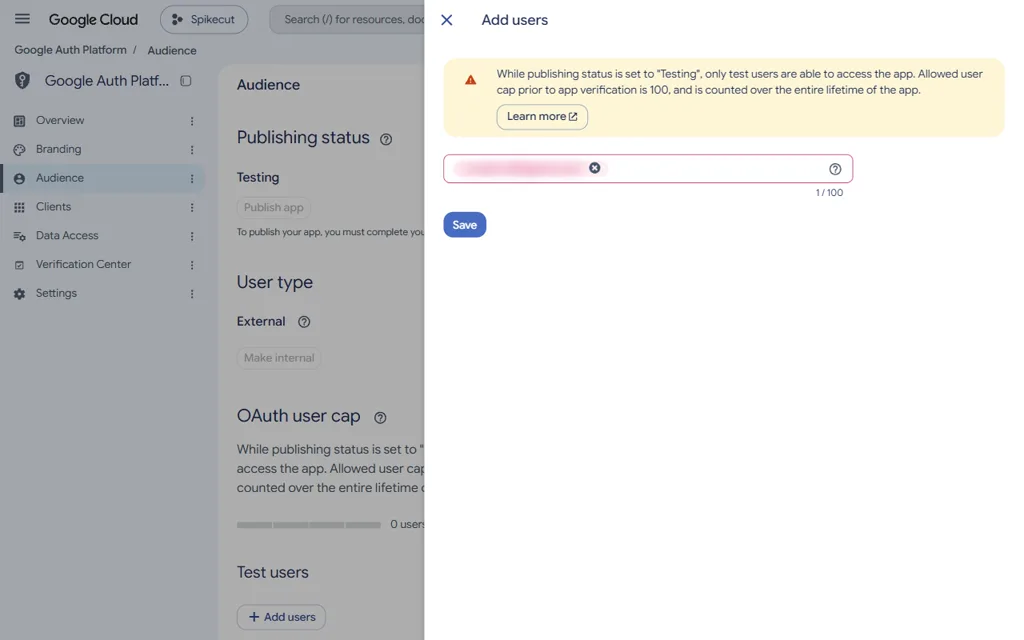 Google Cloud
Spikecut
Search (/) for resources, doc
Google Auth Platform / Audience
Google Auth Platf...
Overview
Branding
Audience
Clients
Data Access
Verification Center
Settings
Audience
Publishing status
Testing
Publish app
To publish your app, you must complete you
User type
External
Make internal
OAuth user cap
While publishing status is set to "
access the app. Allowed user cap
counted over the entire lifetime o
0 users
Test users
+ Add users
Add users
While publishing status is set to "Testing", only test users are able to access the app. Allowed user
cap prior to app verification is 100, and is counted over the entire lifetime of the app.
Learn more
1 / 100
Save